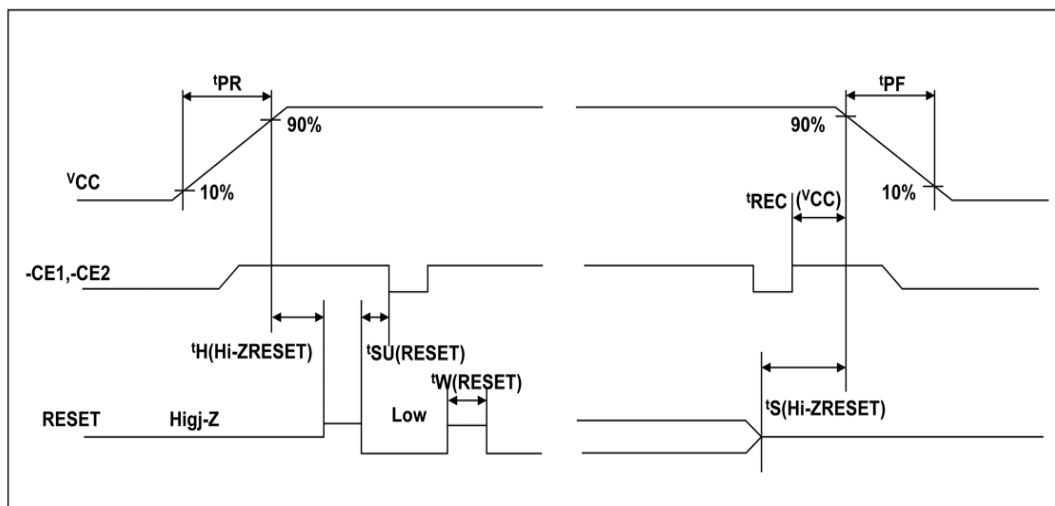 tPR
tPF
90%
90%
VCC
10%
10%
tREC (VCC)
-CE1,-CE2
tH(Hi-ZRESET)
tSU(RESET)
tW(RESET)
tS(Hi-ZRESET)
RESET
Higj-Z
Low